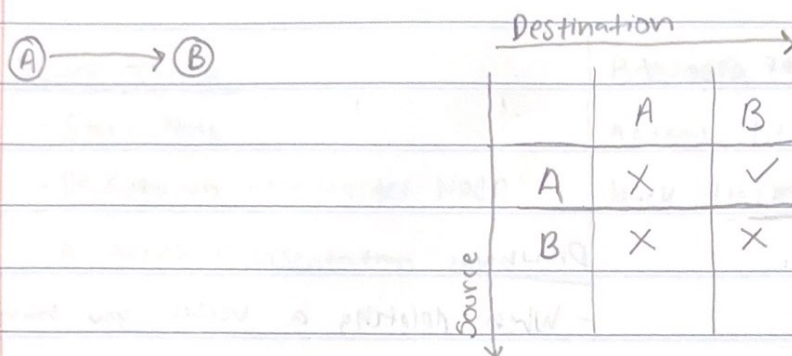 Destination
A B
A B
A X ✓
B X X
Source